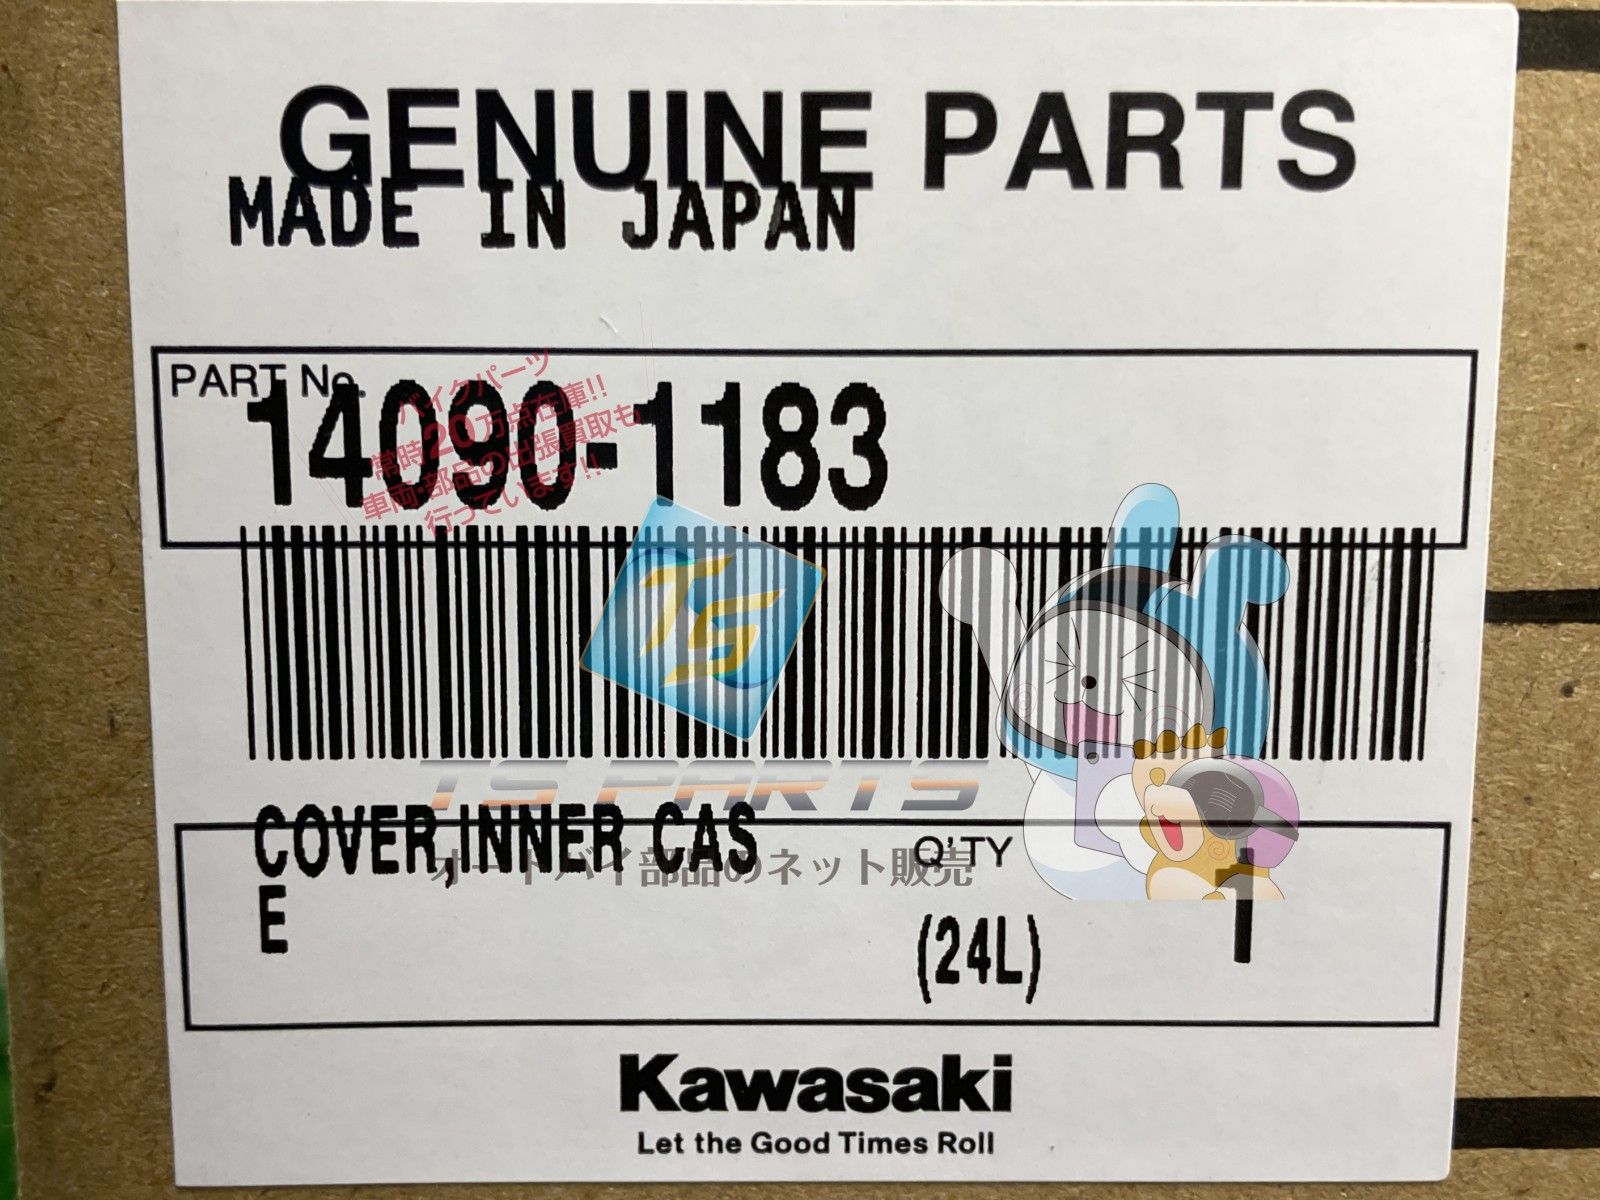 GENUINE PARTS
MADE IN JAPAN
PART No.
14090-1183
バイクパーツ
常時20万点在庫!!
車両・部品の出張買取も
行っています!!
TS
TS PARTS
オートバイ部品のネット販売
COVER,INNER CAS
E
Q'TY
1
(24L)
Kawasaki
Let the Good Times Roll